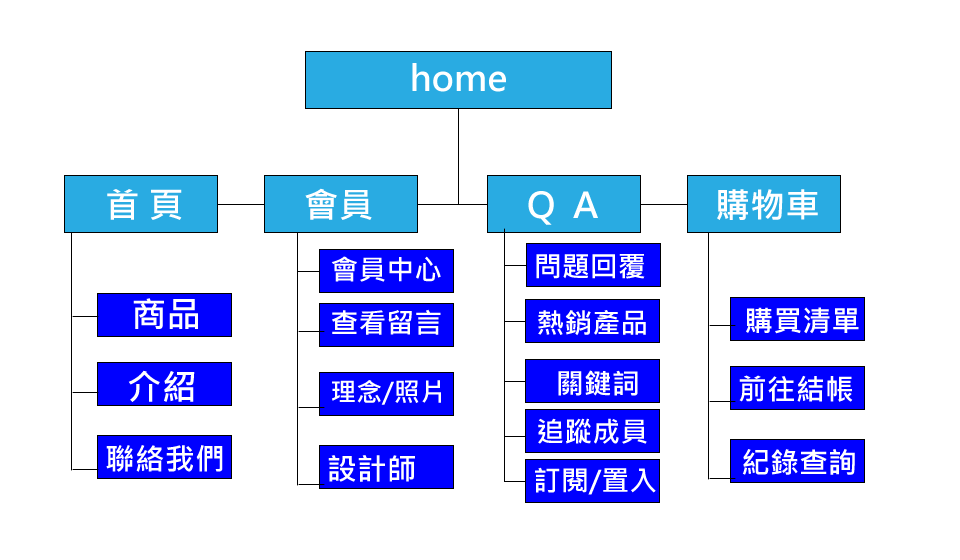 home
首 頁
會員
Q A
購物車
商品
介紹
聯絡我們
會員中心
查看留言
理念/照片
設計師
問題回覆
熱銷產品
關鍵詞
追蹤成員
訂閱/置入
購買清單
前往結帳
紀錄查詢